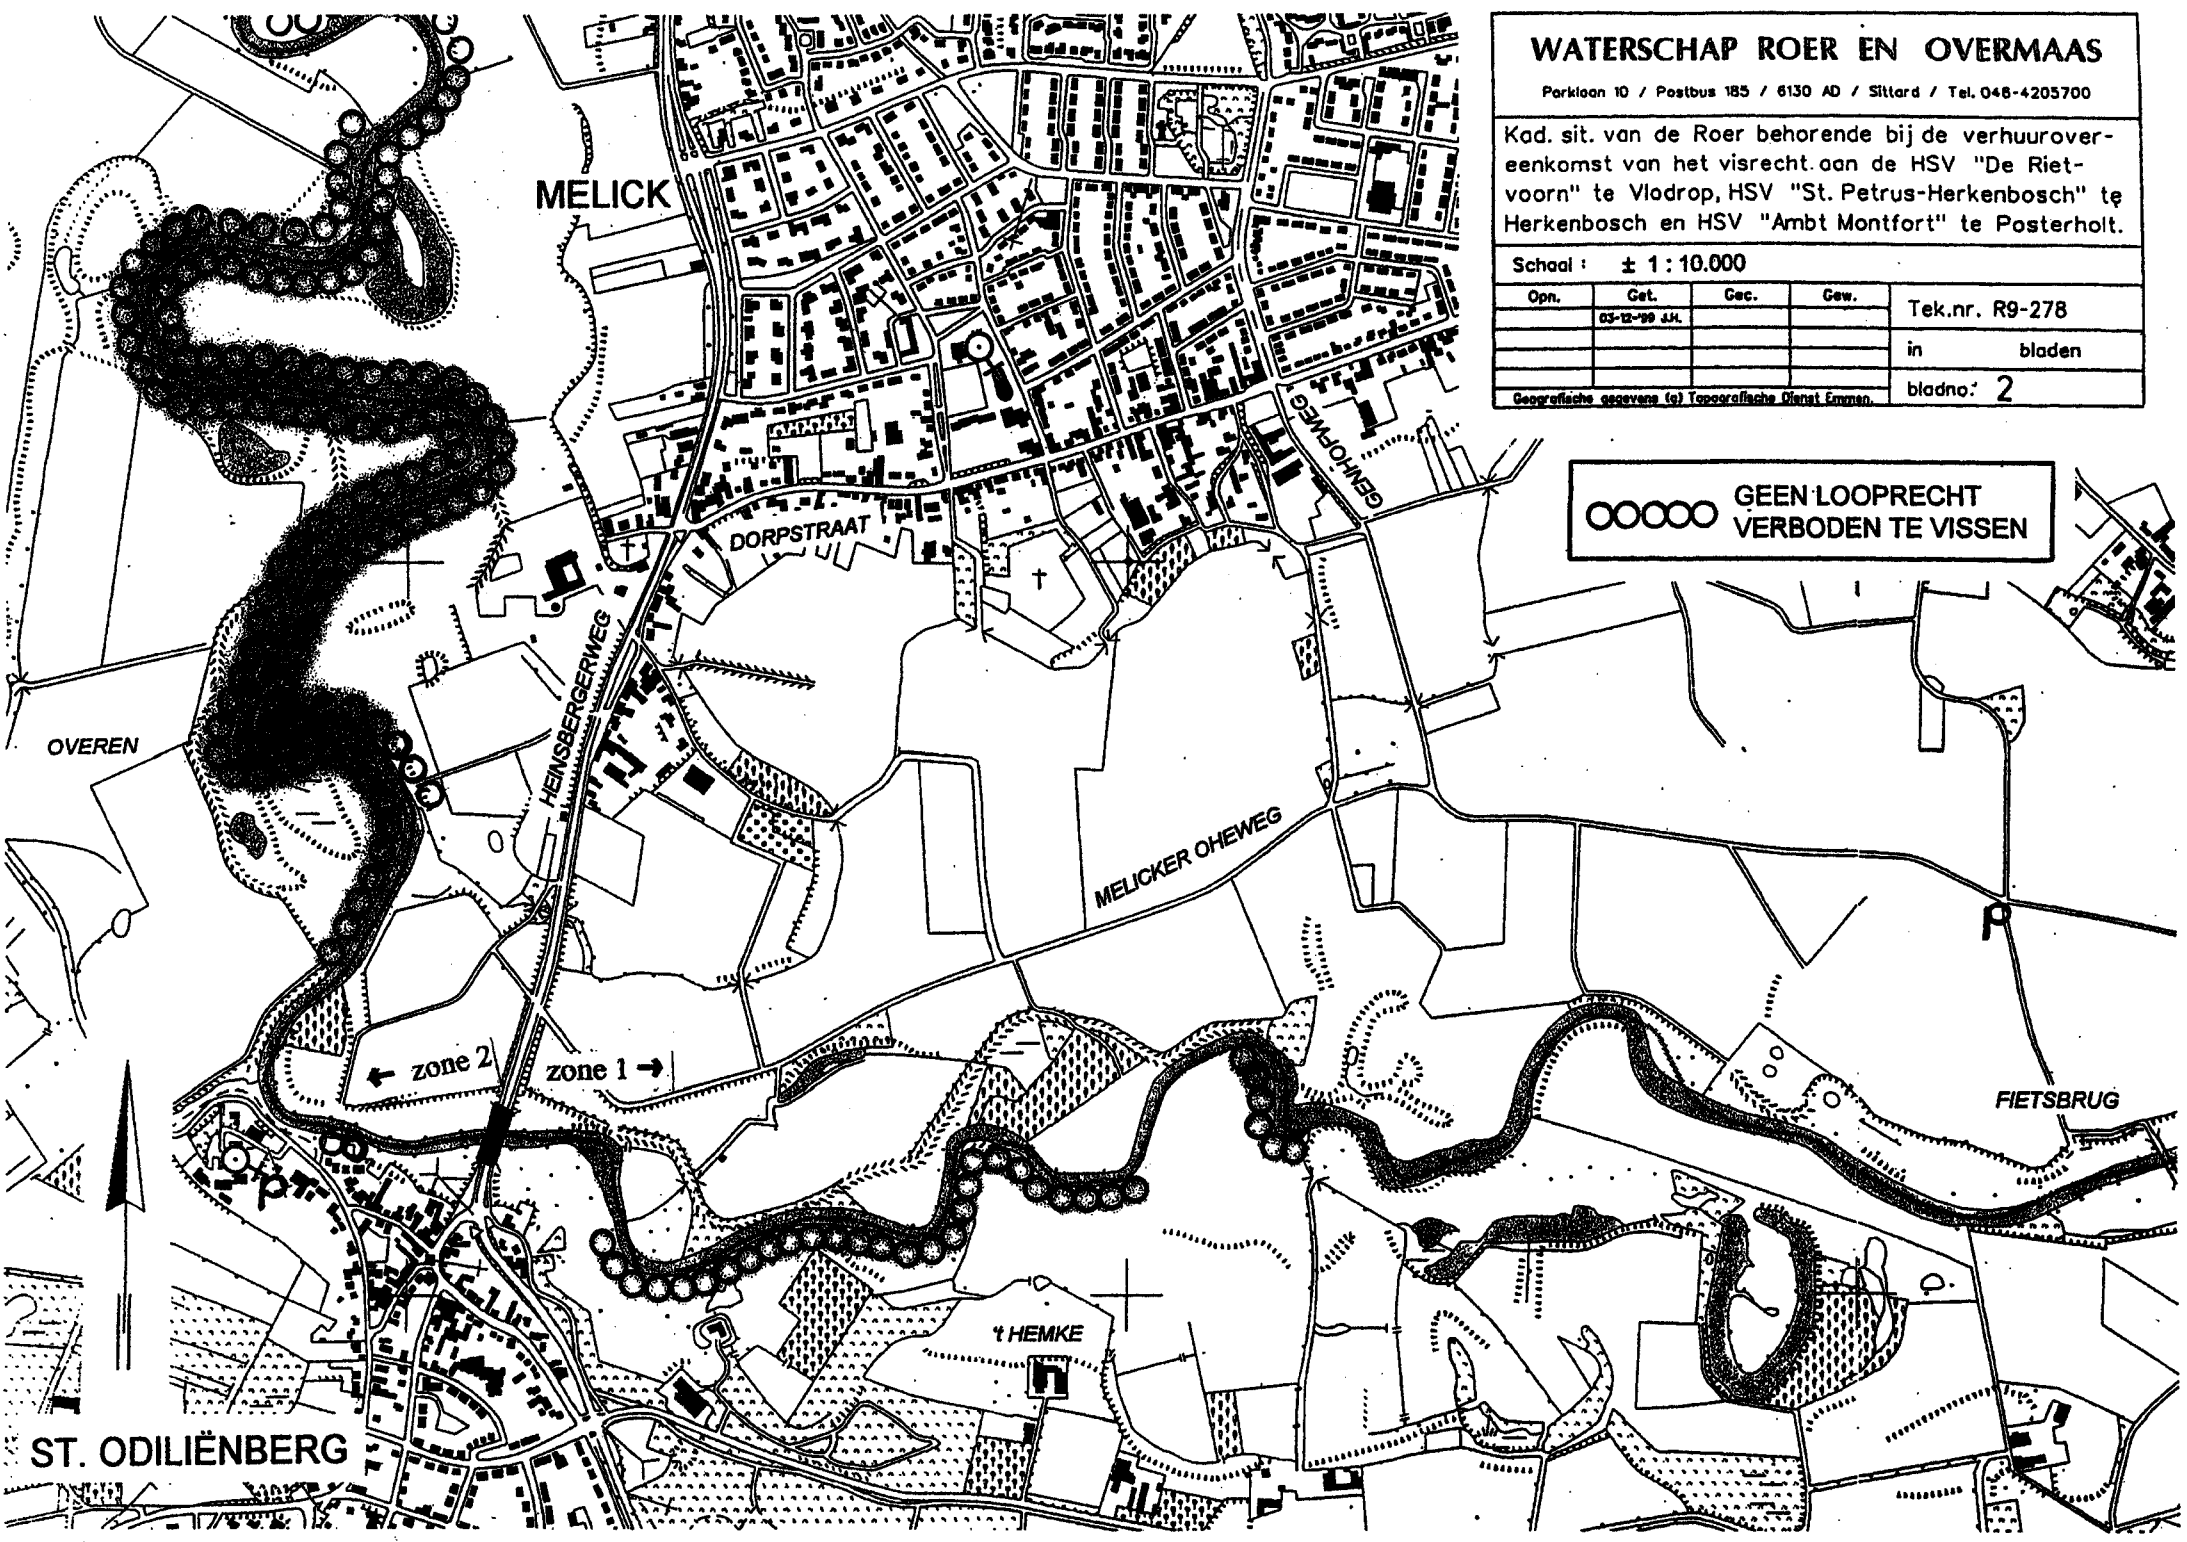 WATERSCHAP ROER EN OVERMAAS
Parklaan 10 / Postbus 185 / 6130 AD / Sittard / Tel. 046-4205700
Kad. sit. van de Roer behorende bij de verhuurover-
eenkomst van het visrecht aan de HSV "De Riet-
voorn" te Vlodrop, HSV "St. Petrus-Herkenbosch" te
Herkenbosch en HSV "Ambt Montfort" te Posterholt.
Schaal : ± 1 : 10.000
Opn. Get. Gec. Gew.
03-12-'99 J.H.
Tek.nr. R9-278
in bladen
bladno.: 2
Geografische gegevens (c) Topografische Dienst Emmen.
GEEN LOOPRECHT
VERBODEN TE VISSEN
MELICK
GENHOFWEG
DORPSTRAAT
HEINSBERGERWEG
OVEREN
MELICKER OHEWEG
P
← zone 2
zone 1 →
FIETSBRUG
P
't HEMKE
ST. ODILIËNBERG